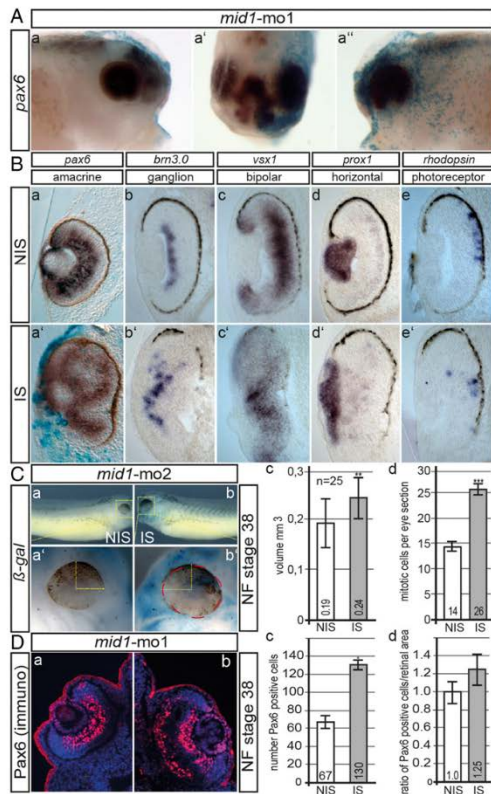 A mid1-mo1
pax6
a a' a''
B pax6 brn3.0 vsx1 prox1 rhodopsin
amacrine ganglion bipolar horizontal photoreceptor
NIS
a b c d e
IS
a' b' c' d' e'
C mid1-mo2
ß-gal
a b
NIS IS
a' b'
NF stage 38
c
volume mm 3
0,3
0,2
0
n=25
**
0.19 0.24
NIS IS
d
mitotic cells per eye section
30
25
20
15
10
5
0
***
14 26
NIS IS
D mid1-mo1
Pax6 (immuno)
a b
NF stage 38
c
number Pax6 positive cells
140
120
100
80
60
40
20
0
67 130
NIS IS
d
ratio of Pax6 positive cells/retinal area
1.4
1.2
1.0
0.8
0.6
0.4
0.2
0
1.0 1.25
NIS IS